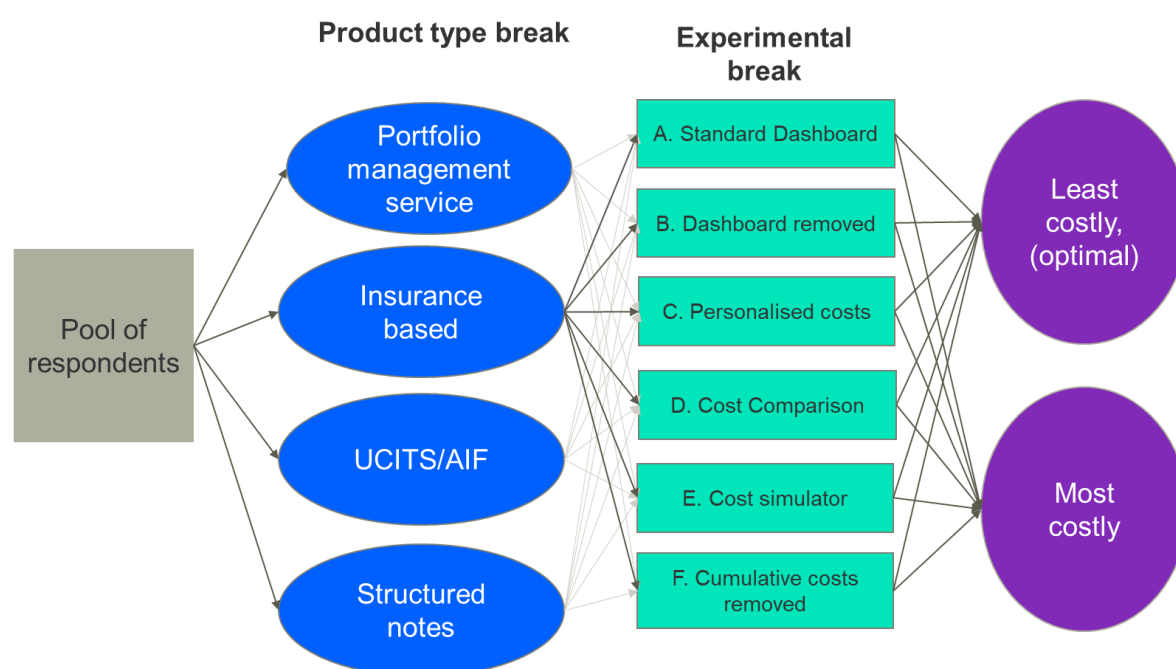 Product type break
Experimental
break
Pool of
respondents
Portfolio
management
service
Insurance
based
UCITS/AIF
Structured
notes
A. Standard Dashboard
B. Dashboard removed
C. Personalised costs
D. Cost Comparison
E. Cost simulator
F. Cumulative costs
removed
Least
costly,
(optimal)
Most
costly